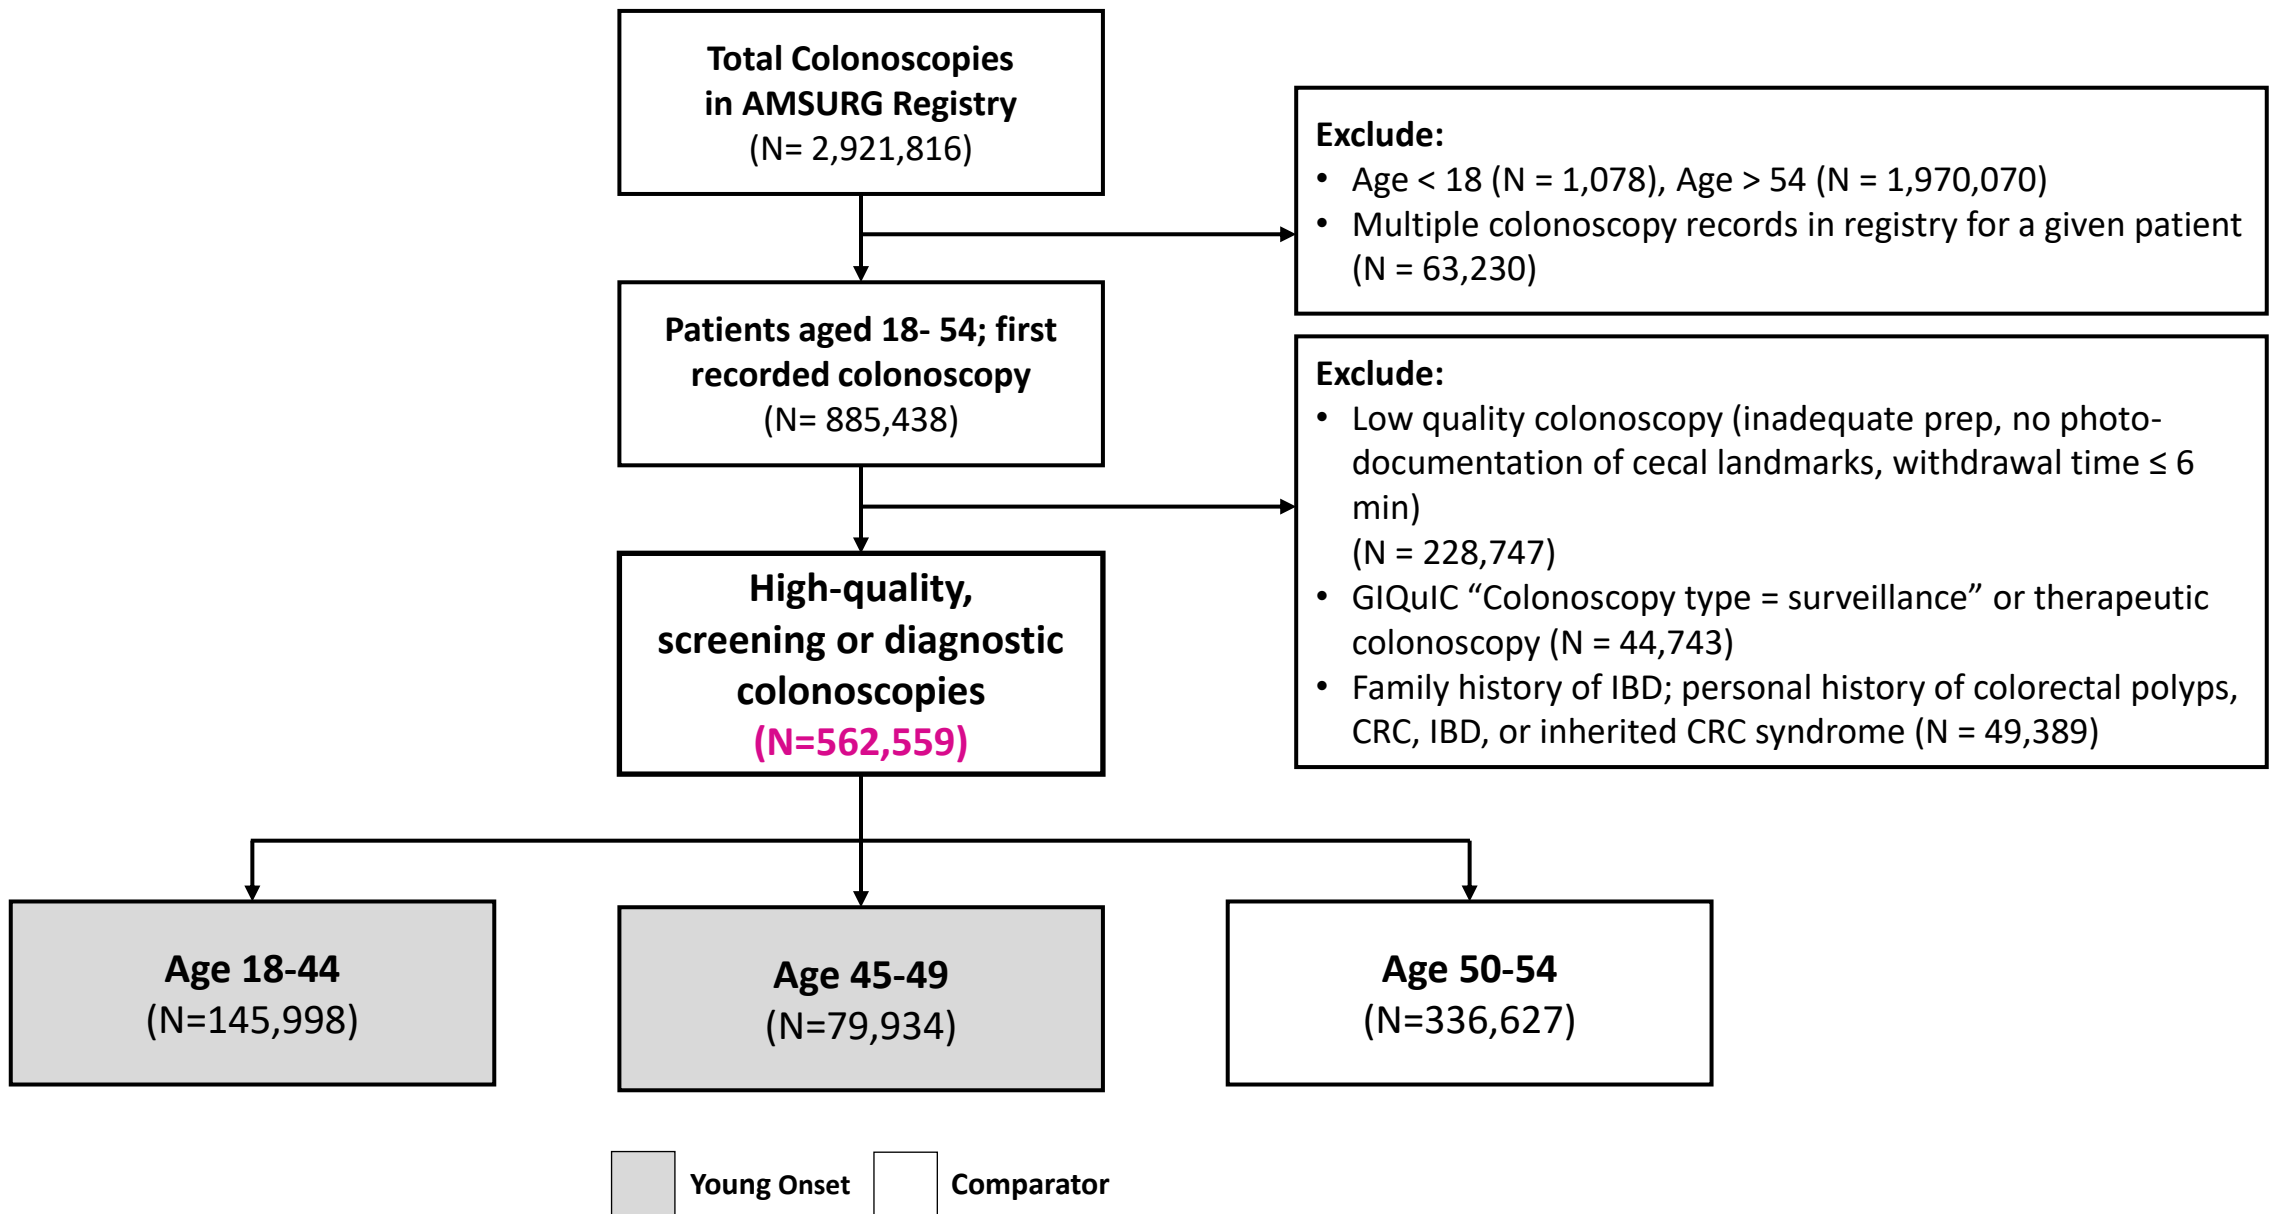 Total Colonoscopies
in AMSURG Registry
(N= 2,921,816)
Exclude:
• Age < 18 (N = 1,078), Age > 54 (N = 1,970,070)
• Multiple colonoscopy records in registry for a given patient
(N = 63,230)
Patients aged 18- 54; first
recorded colonoscopy
(N= 885,438)
Exclude:
• Low quality colonoscopy (inadequate prep, no photo-
documentation of cecal landmarks, withdrawal time ≤ 6
min)
(N = 228,747)
• GIQuIC “Colonoscopy type = surveillance” or therapeutic
colonoscopy (N = 44,743)
• Family history of IBD; personal history of colorectal polyps,
CRC, IBD, or inherited CRC syndrome (N = 49,389)
High-quality,
screening or diagnostic
colonoscopies
(N=562,559)
Age 18-44
(N=145,998)
Age 45-49
(N=79,934)
Age 50-54
(N=336,627)
Young Onset
Comparator